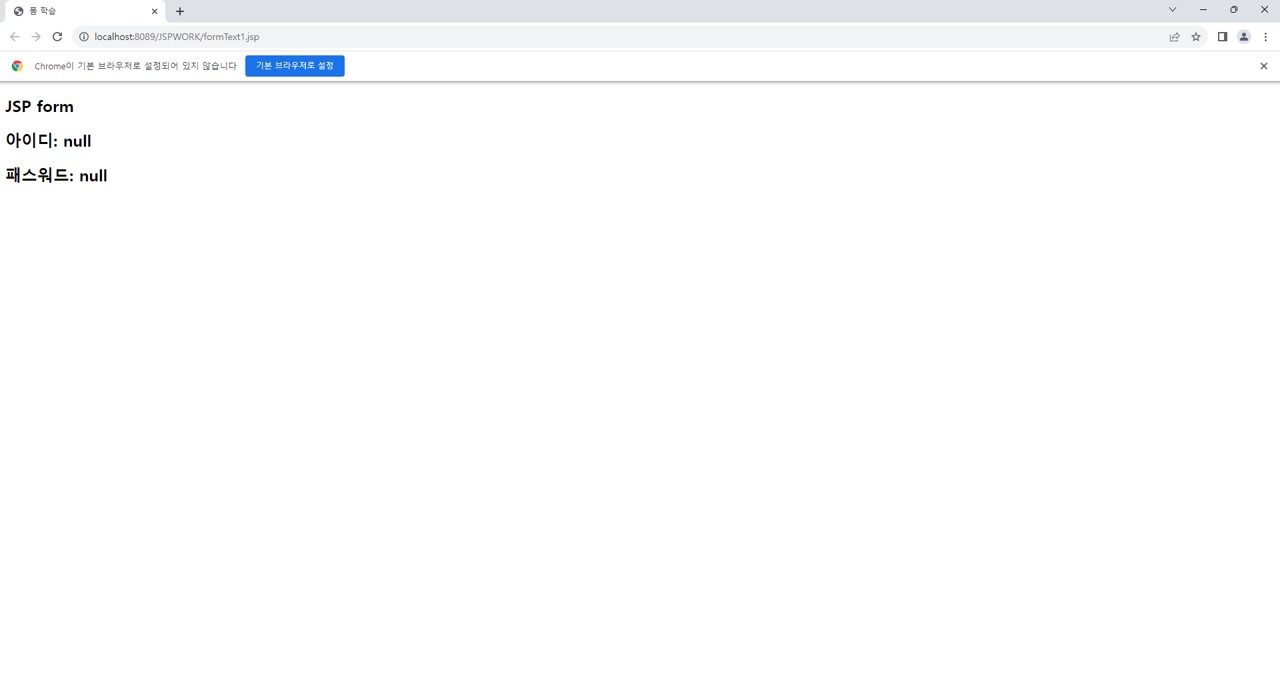 폼 학습
localhost:8089/JSPWORK/formText1.jsp
Chrome이 기본 브라우저로 설정되어 있지 않습니다 기본 브라우저로 설정
JSP form
아이디: null
패스워드: null